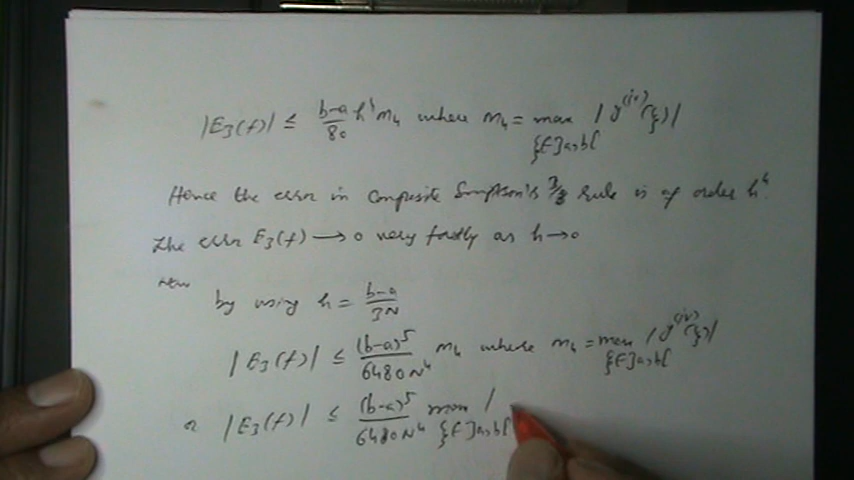 |E₃(f)| ≤ b-a/80 h⁴ M₄ where M₄ = max |y⁽ⁱᵛ⁾(ξ)|
ξ∈]a,b[
Hence the error in composite Simpson's 3/8 rule is of order h⁴.
The error E₃(f) → 0 very fastly as h→0
Now
by using h = b-a/3N
|E₃(f)| ≤ (b-a)⁵/6480N⁴ M₄ where M₄ = max |y⁽ⁱᵛ⁾(ξ)|
ξ∈]a,b[
or |E₃(f)| ≤ (b-a)⁵/6480N⁴ max |
ξ∈]a,b[